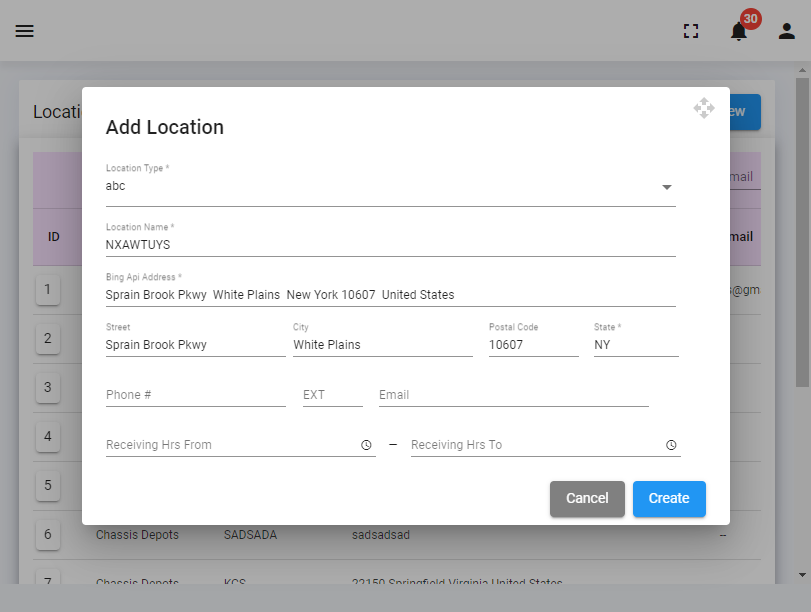 30
Locati
ew
Add Location
Location Type *
abc
mail
Location Name *
NXAWTUYS
ID
mail
Bing Api Address *
Sprain Brook Pkwy  White Plains  New York 10607  United States
1
s@gm
Street City Postal Code State *
Sprain Brook Pkwy White Plains 10607 NY
2
3
Phone # EXT Email
4
Receiving Hrs From – Receiving Hrs To
5
Cancel Create
6 Chassis Depots SADSADA sadsadsad --
7 Chassis Depots KCS 22150 Springfield Virginia United States